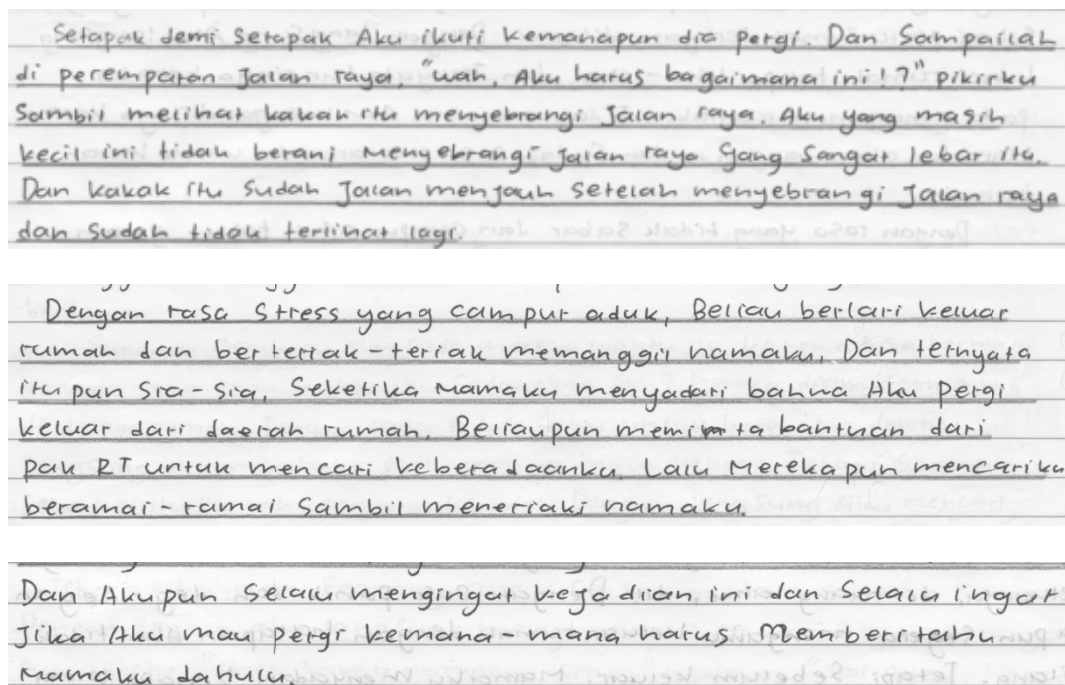 Setapak demi setapak Aku ikuti kemanapun dia pergi. Dan Sampailah
di perempatan Jalan raya, "wah, Aku harus bagaimana ini!?" pikirku
Sambil melihat kakak itu menyebrangi Jalan raya. Aku yang masih
kecil ini tidak berani menyebrangi jalan raya yang Sangat lebar itu.
Dan kakak itu Sudah Jalan menjauh Setelah menyebrangi Jalan raya
dan Sudah tidak terlihat lagi.
Dengan rasa Stress yang campur aduk, Beliau berlari keluar
rumah dan berteriak-teriak memanggil namaku. Dan ternyata
itu pun Sia-Sia. Seketika Mamaku menyadari bahwa Aku Pergi
keluar dari daerah rumah. Beliaupun meminta bantuan dari
pak RT untuk mencari keberadaanku. Lalu Merekapun mencariku
beramai-ramai Sambil meneriaki namaku.
Dan Akupun Selalu mengingat kejadian ini dan Selalu ingat
Jika Aku mau Pergi kemana-mana harus Memberitahu
Mamaku dahulu.